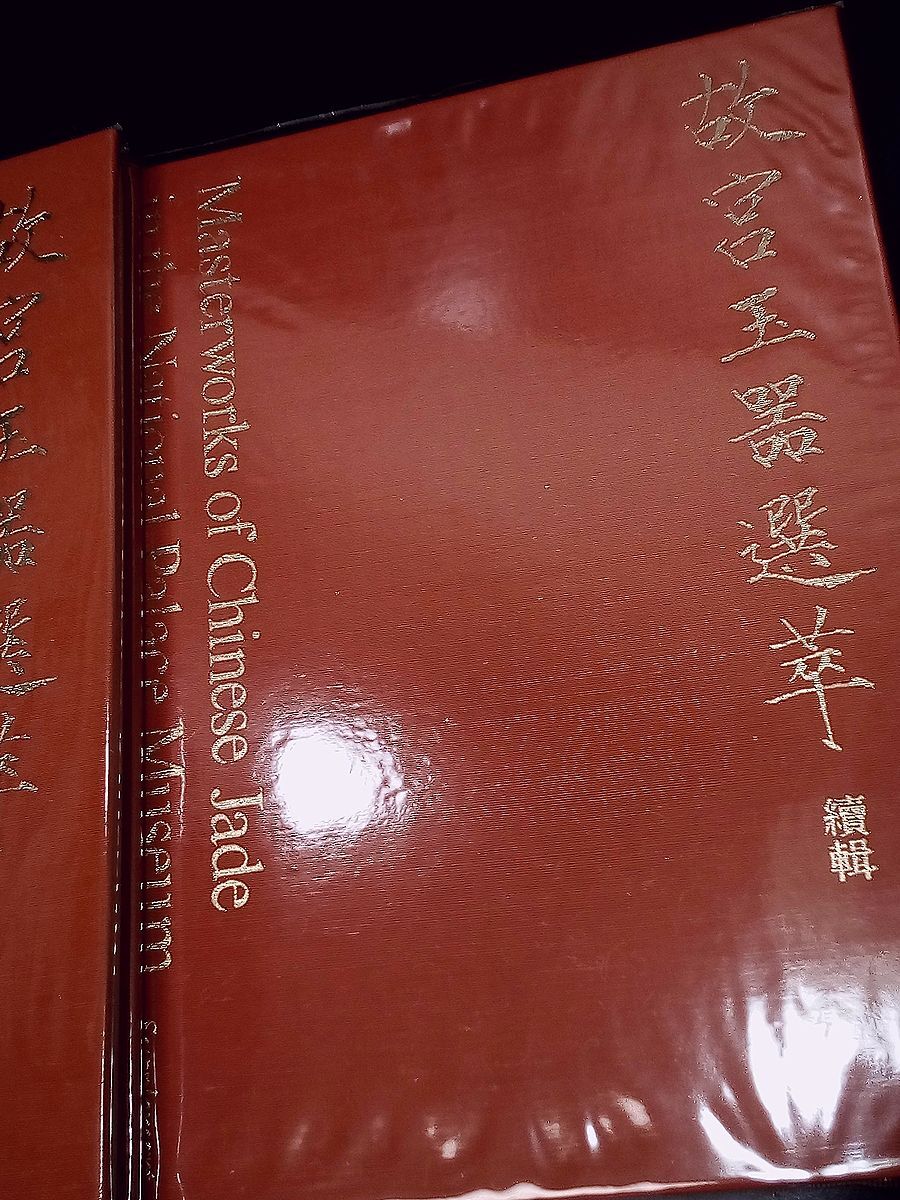 故宮玉器選萃
續輯
Masterworks of Chinese Jade
in the National Palace Museum
故宮玉器選萃